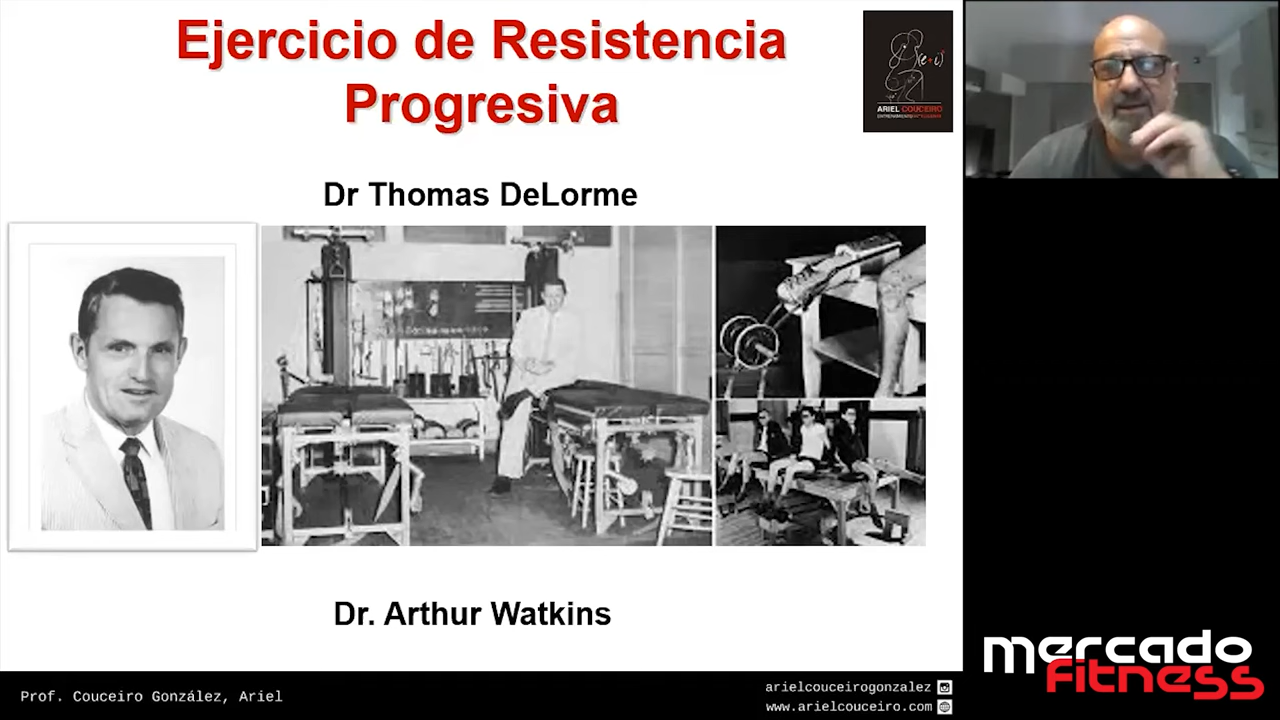 Ejercicio de Resistencia
Progresiva
(e+i)
ARIEL COUCEIRO
Dr Thomas DeLorme
Dr. Arthur Watkins
Prof. Couceiro González, Ariel
arielcouceirogonzalez
www.arielcouceiro.com
mercado
fitness